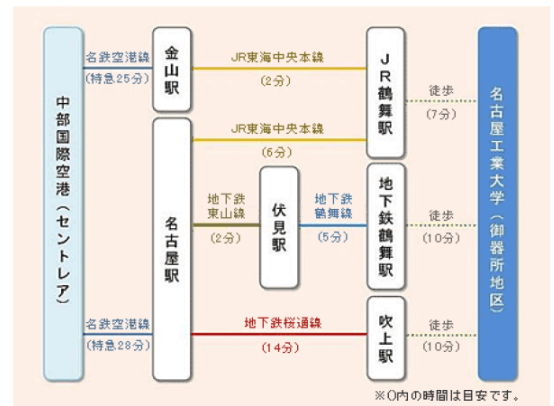 中部国際空港(セントレア)
名鉄空港線
(特急25分)
金山駅
JR東海中央本線
(2分)
JR鶴舞駅
徒歩
(7分)
名古屋工業大学(御器所地区)
JR東海中央本線
(6分)
名古屋駅
地下鉄
東山線
(2分)
伏見駅
地下鉄
鶴舞線
(5分)
地下鉄鶴舞駅
徒歩
(10分)
名鉄空港線
(特急28分)
地下鉄桜通線
(14分)
吹上駅
徒歩
(10分)
※()内の時間は目安です。